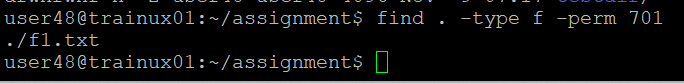 user48@trainux01:~/assignment$ find . -type f -perm 701
./f1.txt
user48@trainux01:~/assignment$